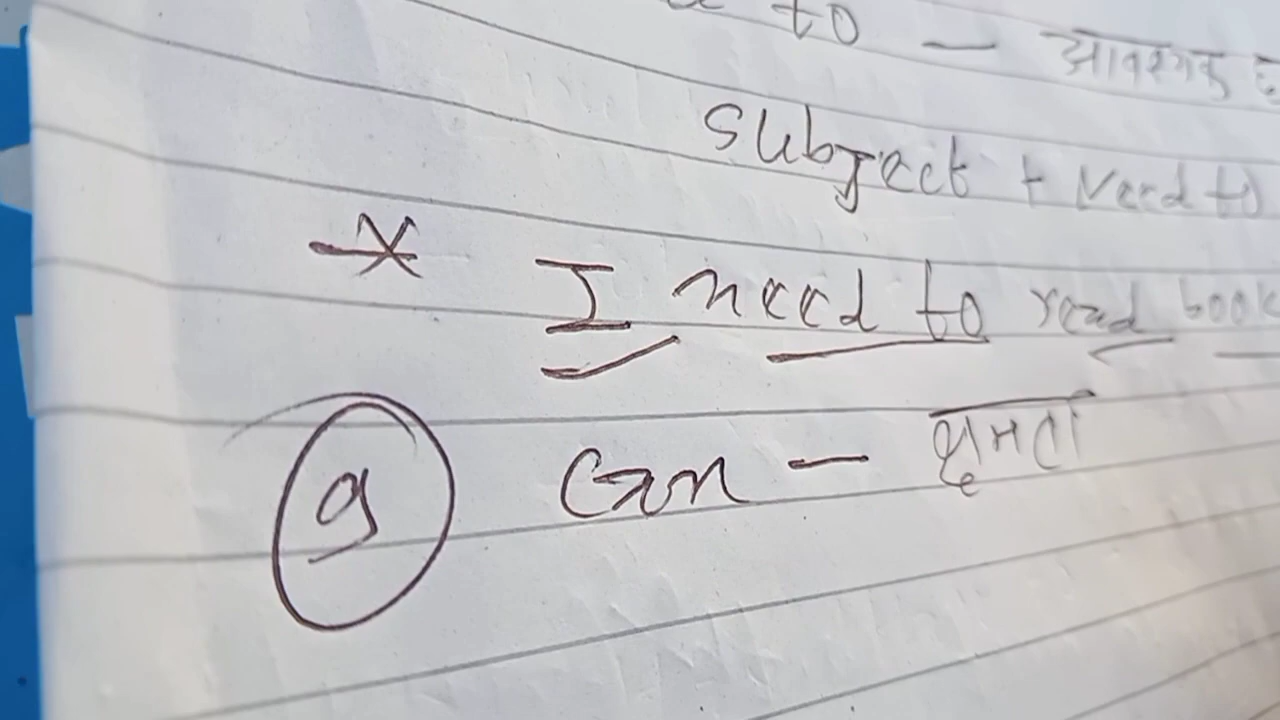 to — आवश्यक
Subject + Need to
* I need to read book
9 Can — क्षमता